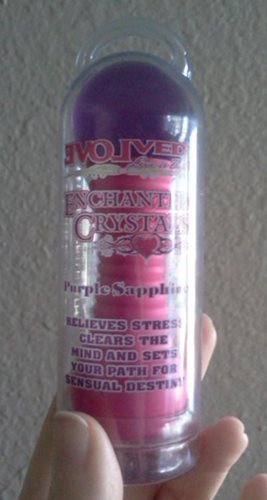 EVOLVED
ENCHANTED
CRYSTALS
Purple Sapphire
RELIEVES STRESS
CLEARS THE
MIND AND SETS
YOUR PATH FOR
SENSUAL DESTINY